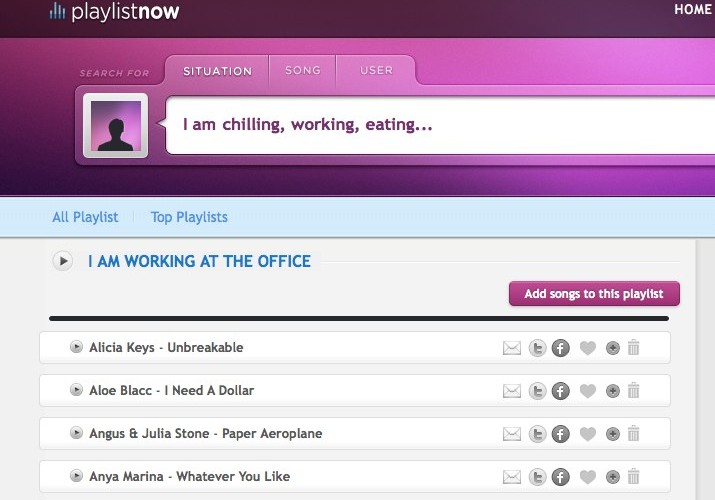 playlistnow
HOME
SEARCH FOR
SITUATION
SONG
USER
I am chilling, working, eating...
All Playlist
Top Playlists
I AM WORKING AT THE OFFICE
Add songs to this playlist
Alicia Keys - Unbreakable
Aloe Blacc - I Need A Dollar
Angus & Julia Stone - Paper Aeroplane
Anya Marina - Whatever You Like